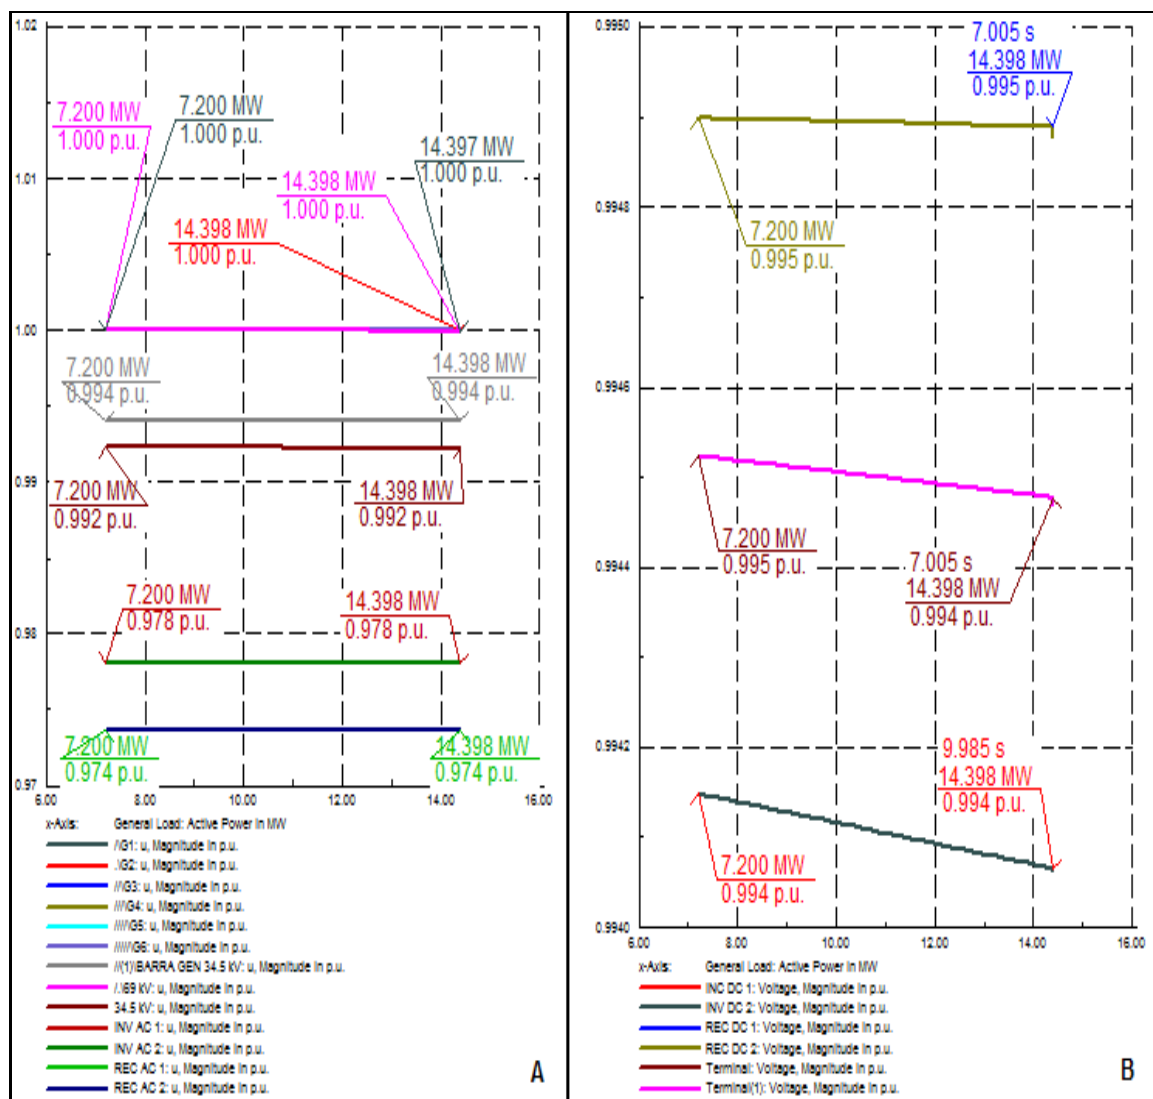 1.02
1.01
1.00
0.99
0.98
0.97
6.00
8.00
10.00
12.00
14.00
16.00
7.200 MW
1.000 p.u.
7.200 MW
1.000 p.u.
14.397 MW
1.000 p.u.
14.398 MW
1.000 p.u.
14.398 MW
1.000 p.u.
7.200 MW
0.994 p.u.
14.398 MW
0.994 p.u.
7.200 MW
0.992 p.u.
14.398 MW
0.992 p.u.
7.200 MW
0.978 p.u.
14.398 MW
0.978 p.u.
7.200 MW
0.974 p.u.
14.398 MW
0.974 p.u.
x-Axis: General Load: Active Power in MW
/\G1: u, Magnitude in p.u.
.\G2: u, Magnitude in p.u.
//\G3: u, Magnitude in p.u.
///\G4: u, Magnitude in p.u.
////\G5: u, Magnitude in p.u.
/////\G6: u, Magnitude in p.u.
//(1)\BARRA GEN 34.5 kV: u, Magnitude in p.u.
/.\69 kV: u, Magnitude in p.u.
34.5 kV: u, Magnitude in p.u.
INV AC 1: u, Magnitude in p.u.
INV AC 2: u, Magnitude in p.u.
REC AC 1: u, Magnitude in p.u.
REC AC 2: u, Magnitude in p.u.
A
0.9950
0.9948
0.9946
0.9944
0.9942
0.9940
6.00
8.00
10.00
12.00
14.00
16.00
7.005 s
14.398 MW
0.995 p.u.
7.200 MW
0.995 p.u.
7.200 MW
0.995 p.u.
7.005 s
14.398 MW
0.994 p.u.
9.985 s
14.398 MW
0.994 p.u.
7.200 MW
0.994 p.u.
x-Axis: General Load: Active Power in MW
INC DC 1: Voltage, Magnitude in p.u.
INV DC 2: Voltage, Magnitude in p.u.
REC DC 1: Voltage, Magnitude in p.u.
REC DC 2: Voltage, Magnitude in p.u.
Terminal: Voltage, Magnitude in p.u.
Terminal(1): Voltage, Magnitude in p.u.
B